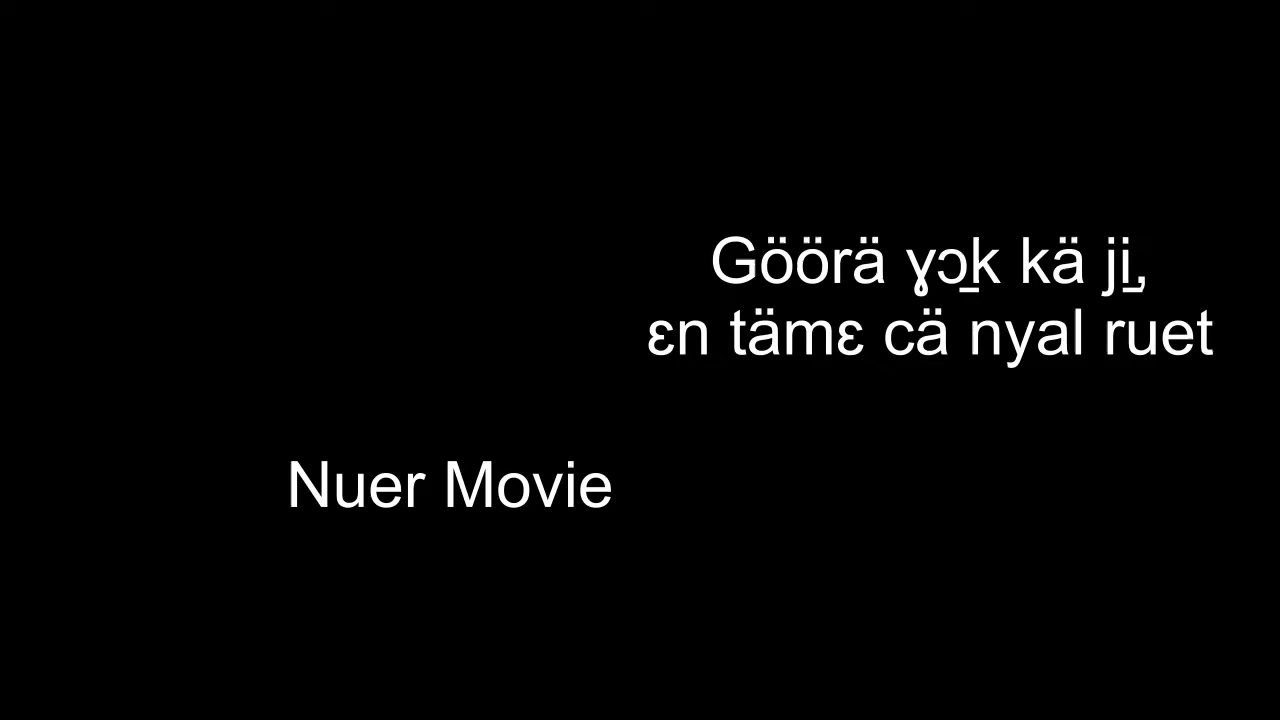 Göörä ɣɔ̱k kä ji̱,
ɛn tämɛ cä nyal ruet
Nuer Movie